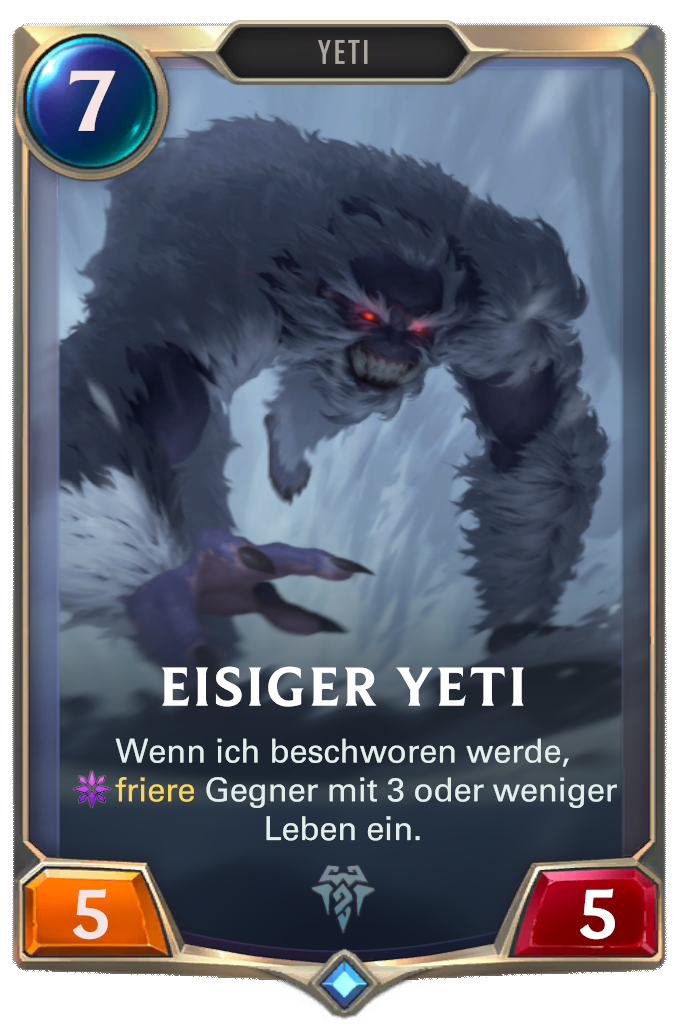 YETI
7
EISIGER YETI
Wenn ich beschworen werde,
friere Gegner mit 3 oder weniger
Leben ein.
5
5